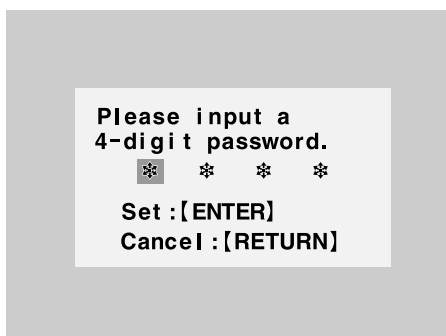 Please input a
4-digit password.
✽ ✽ ✽ ✽
Set :【ENTER】
Cancel :【RETURN】